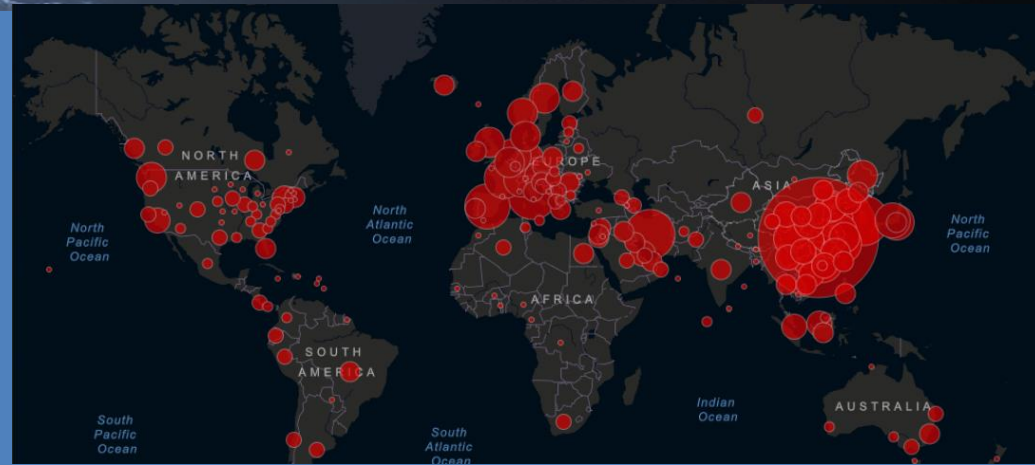 NORTH
AMERICA
EUROPE
ASIA
North
Pacific
Ocean
North
Atlantic
Ocean
North
Pacific
Ocean
AFRICA
SOUTH
AMERICA
Indian
Ocean
AUSTRALIA
South
Pacific
Ocean
South
Atlantic
Ocean